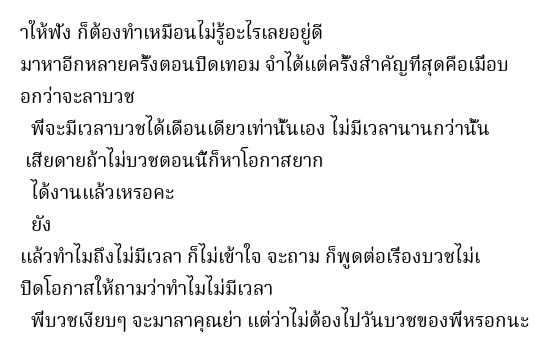 าให้ฟัง ก็ต้องทำเหมือนไม่รู้อะไรเลยอยู่ดี
มาหาอีกหลายครั้งตอนปิดเทอม จำได้แต่ครั้งสำคัญที่สุดคือเมื่อบ
อกว่าจะลาบวช
พี่จะมีเวลาบวชได้เดือนเดียวเท่านั้นเอง ไม่มีเวลานานกว่านั้น
เสียดายถ้าไม่บวชตอนนี้ก็หาโอกาสยาก
ได้งานแล้วเหรอคะ
ยัง
แล้วทำไมถึงไม่มีเวลา ก็ไม่เข้าใจ จะถาม ก็พูดต่อเรื่องบวชไม่เ
ปิดโอกาสให้ถามว่าทำไมไม่มีเวลา
พี่บวชเงียบๆ จะมาลาคุณย่า แต่ว่าไม่ต้องไปวันบวชของพี่หรอกนะ